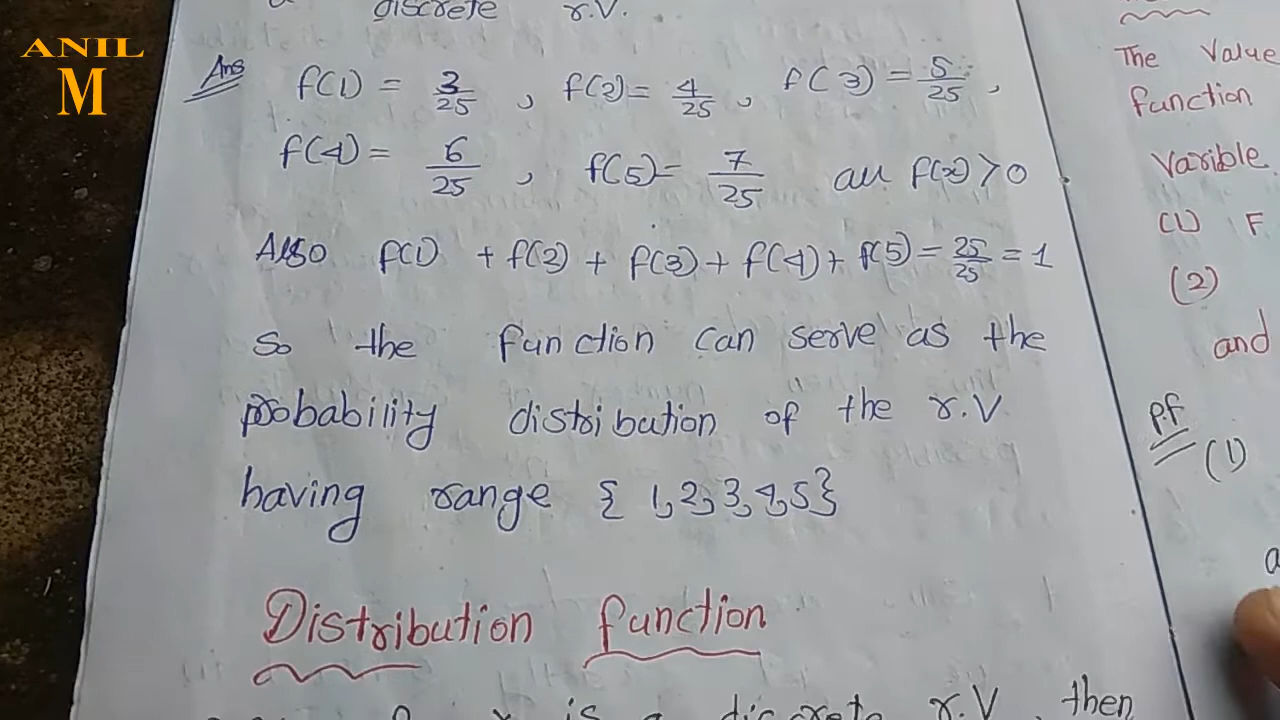 ANIL
M
discrete r.V.
Ans f(1) = 3/25 , f(2) = 4/25 , f(3) = 5/25 ,
f(4) = 6/25 , f(5) = 7/25 all f(x) > 0
Also f(1) + f(2) + f(3) + f(4) + f(5) = 25/25 = 1
So the function can serve as the
probability distribution of the r.V
having range { 1,2,3,4,5}
Distribution function
x is a discrete r.V, then
The Value
function
Varible
(1) F
(2)
and
pf
(1)